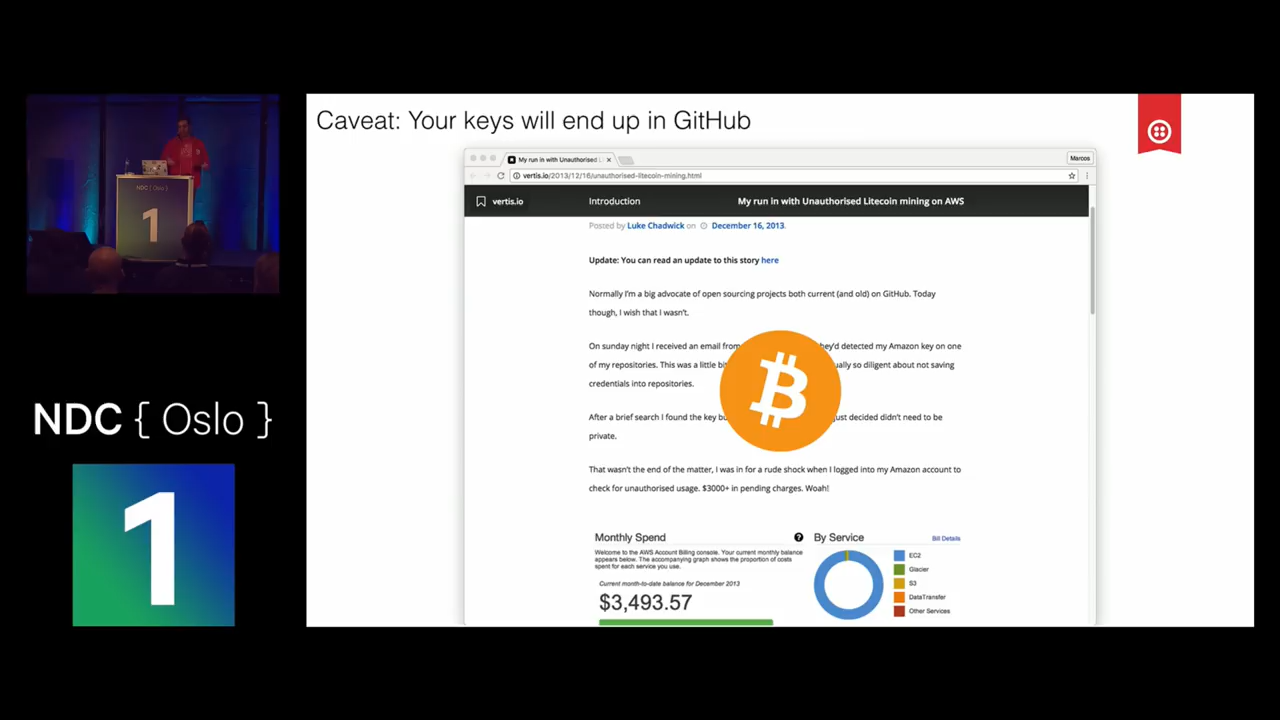 Caveat: Your keys will end up in GitHub
My run in with Unauthorised L
Marcos
vertis.io/2013/12/16/unauthorised-litecoin-mining.html
vertis.io
Introduction
My run in with Unauthorised Litecoin mining on AWS
Posted by Luke Chadwick on December 16, 2013.
Update: You can read an update to this story here
Normally I'm a big advocate of open sourcing projects both current (and old) on GitHub. Today
though, I wish that I wasn't.
On sunday night I received an email from hey'd detected my Amazon key on one
of my repositories. This was a little ually so diligent about not saving
credentials into repositories.
After a brief search I found the key just decided didn't need to be
private.
That wasn't the end of the matter, I was in for a rude shock when I logged into my Amazon account to
check for unauthorised usage. $3000+ in pending charges. Woah!
Monthly Spend
Welcome to the AWS Account Billing console. Your current monthly balance
appears below. The accompanying graph shows the proportion of costs
spent for each service you use.
Current month-to-date balance for December 2013
$3,493.57
By Service
Bill Details
EC2
Glacier
S3
DataTransfer
Other Services
NDC { Oslo }
1
NDC { Oslo }
1